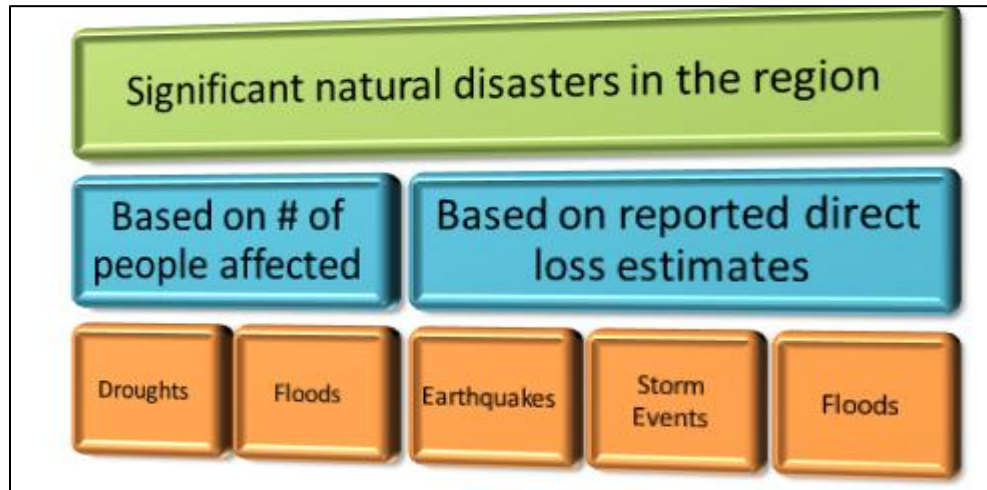 Significant natural disasters in the region
Based on # of
people affected
Based on reported direct
loss estimates
Droughts
Floods
Earthquakes
Storm
Events
Floods